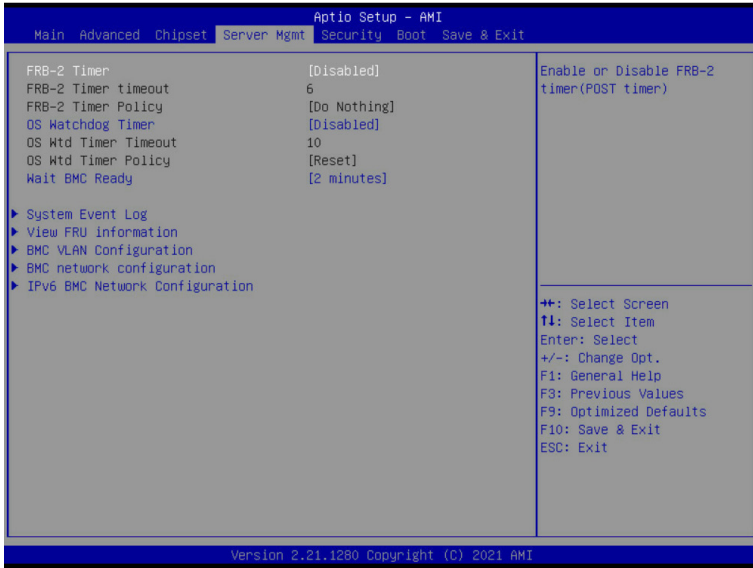 Aptio Setup - AMI
Main Advanced Chipset Server Mgmt Security Boot Save & Exit
FRB-2 Timer [Disabled]
FRB-2 Timer timeout 6
FRB-2 Timer Policy [Do Nothing]
OS Watchdog Timer [Disabled]
OS Wtd Timer Timeout 10
OS Wtd Timer Policy [Reset]
Wait BMC Ready [2 minutes]
System Event Log
View FRU information
BMC VLAN Configuration
BMC network configuration
IPv6 BMC Network Configuration
Enable or Disable FRB-2
timer(POST timer)
→←: Select Screen
↑↓: Select Item
Enter: Select
+/-: Change Opt.
F1: General Help
F3: Previous Values
F9: Optimized Defaults
F10: Save & Exit
ESC: Exit
Version 2.21.1280 Copyright (C) 2021 AMI